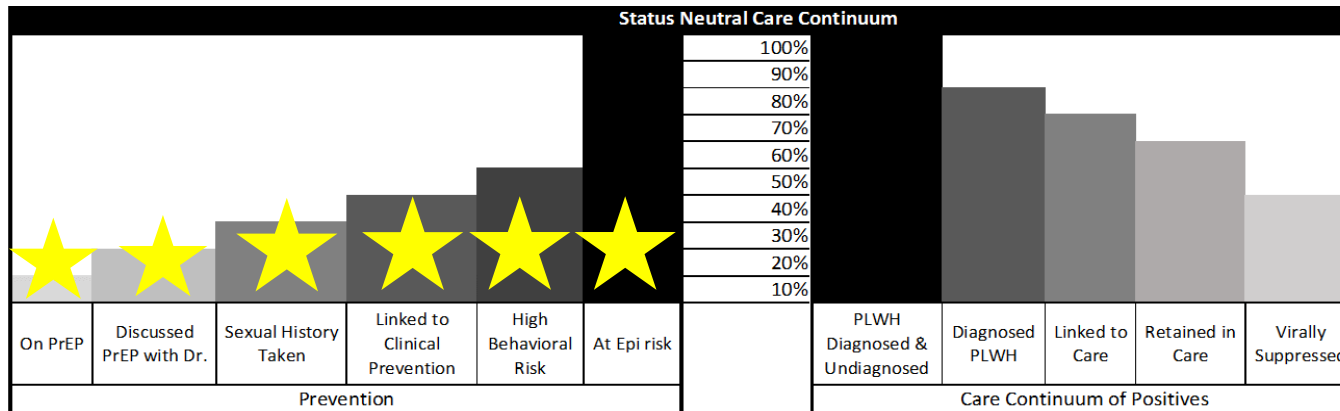 Status Neutral Care Continuum
100%
90%
80%
70%
60%
50%
40%
30%
20%
10%
On PrEP
Discussed
PrEP with Dr.
Sexual History
Taken
Linked to
Clinical
Prevention
High
Behavioral
Risk
At Epi risk
PLWH
Diagnosed &
Undiagnosed
Diagnosed
PLWH
Linked to
Care
Retained in
Care
Virally
Suppressed
Prevention
Care Continuum of Positives